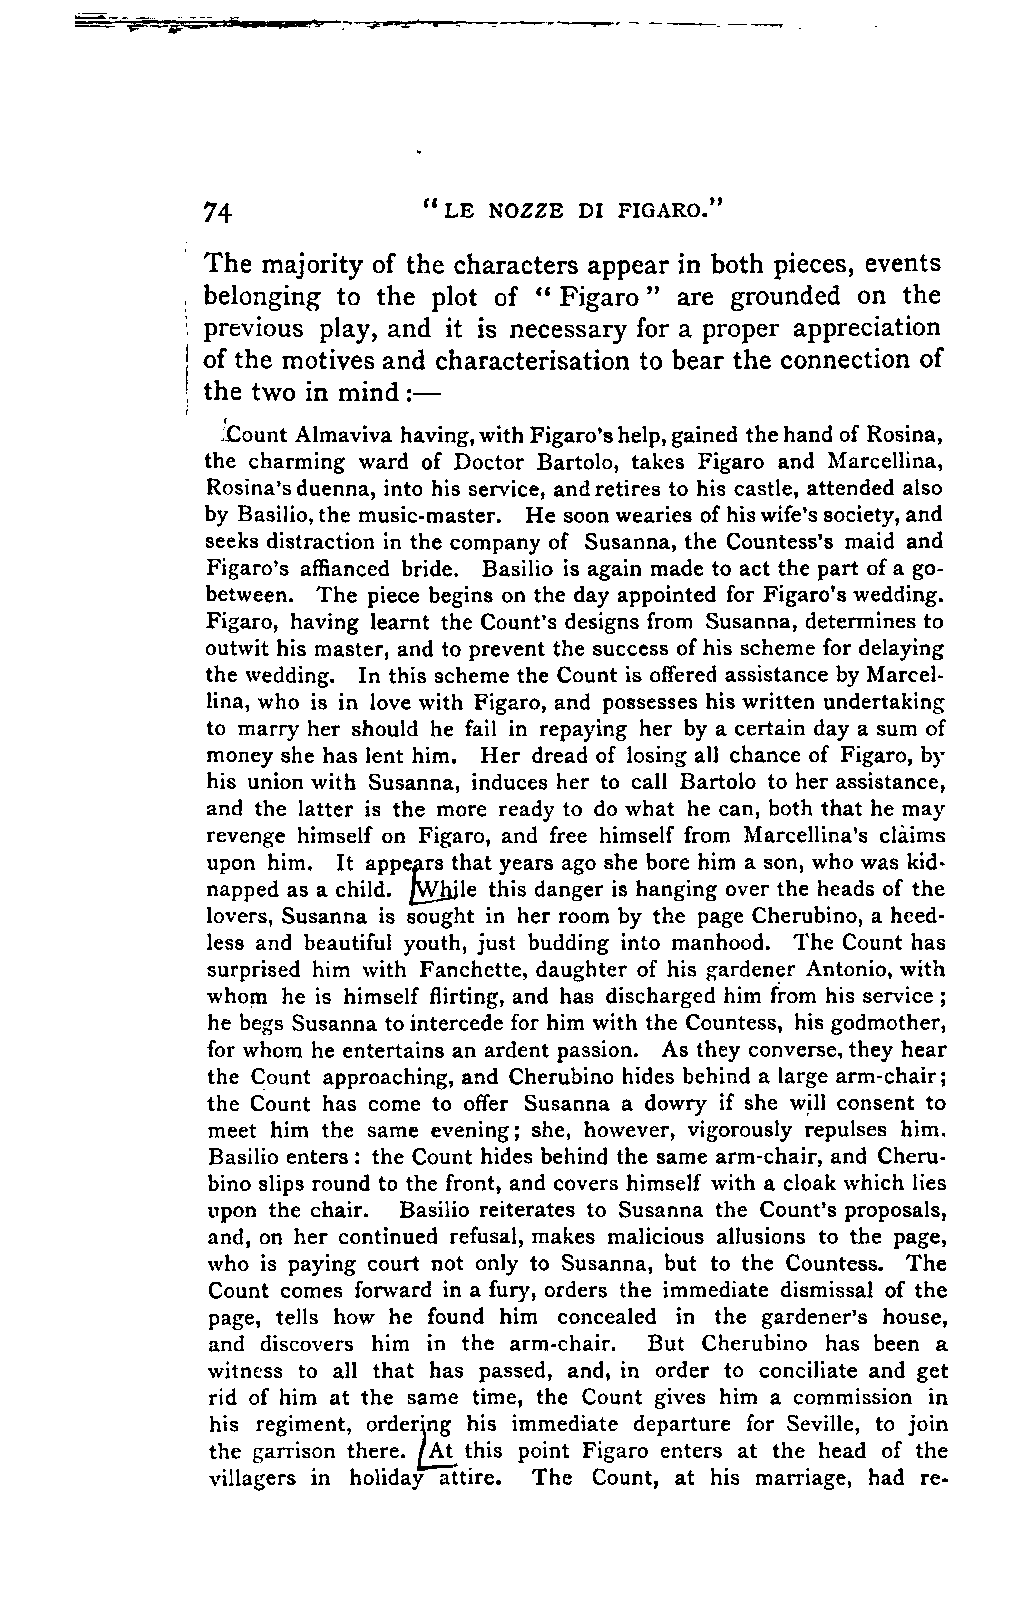 74 "LE NOZZE DI FIGARO."
The majority of the characters appear in both pieces, events
belonging to the plot of "Figaro" are grounded on the
previous play, and it is necessary for a proper appreciation
of the motives and characterisation to bear the connection of
the two in mind:—
Count Almaviva having, with Figaro's help, gained the hand of Rosina,
the charming ward of Doctor Bartolo, takes Figaro and Marcellina,
Rosina's duenna, into his service, and retires to his castle, attended also
by Basilio, the music-master. He soon wearies of his wife's society, and
seeks distraction in the company of Susanna, the Countess's maid and
Figaro's affianced bride. Basilio is again made to act the part of a go-
between. The piece begins on the day appointed for Figaro's wedding.
Figaro, having learnt the Count's designs from Susanna, determines to
outwit his master, and to prevent the success of his scheme for delaying
the wedding. In this scheme the Count is offered assistance by Marcel-
lina, who is in love with Figaro, and possesses his written undertaking
to marry her should he fail in repaying her by a certain day a sum of
money she has lent him. Her dread of losing all chance of Figaro, by
his union with Susanna, induces her to call Bartolo to her assistance,
and the latter is the more ready to do what he can, both that he may
revenge himself on Figaro, and free himself from Marcellina's claims
upon him. It appears that years ago she bore him a son, who was kid-
napped as a child. While this danger is hanging over the heads of the
lovers, Susanna is sought in her room by the page Cherubino, a heed-
less and beautiful youth, just budding into manhood. The Count has
surprised him with Fanchette, daughter of his gardener Antonio, with
whom he is himself flirting, and has discharged him from his service;
he begs Susanna to intercede for him with the Countess, his godmother,
for whom he entertains an ardent passion. As they converse, they hear
the Count approaching, and Cherubino hides behind a large arm-chair;
the Count has come to offer Susanna a dowry if she will consent to
meet him the same evening; she, however, vigorously repulses him.
Basilio enters: the Count hides behind the same arm-chair, and Cheru-
bino slips round to the front, and covers himself with a cloak which lies
upon the chair. Basilio reiterates to Susanna the Count's proposals,
and, on her continued refusal, makes malicious allusions to the page,
who is paying court not only to Susanna, but to the Countess. The
Count comes forward in a fury, orders the immediate dismissal of the
page, tells how he found him concealed in the gardener's house,
and discovers him in the arm-chair. But Cherubino has been a
witness to all that has passed, and, in order to conciliate and get
rid of him at the same time, the Count gives him a commission in
his regiment, ordering his immediate departure for Seville, to join
the garrison there. At this point Figaro enters at the head of the
villagers in holiday attire. The Count, at his marriage, had re-